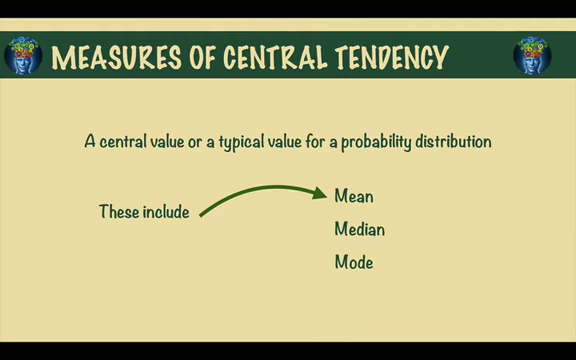 MEASURES OF CENTRAL TENDENCY
A central value or a typical value for a probability distribution
These include
Mean
Median
Mode